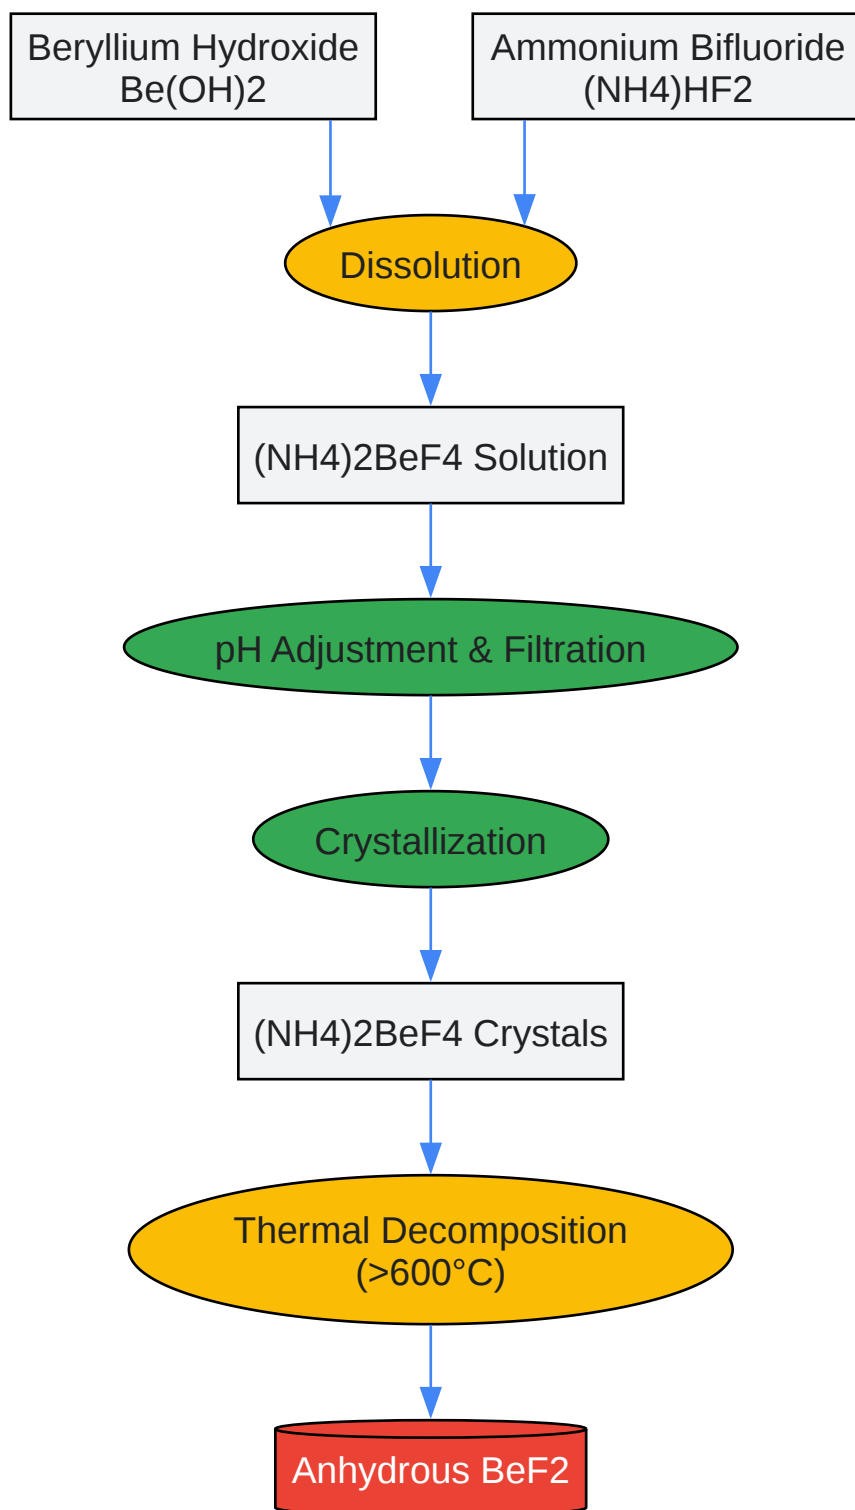 Beryllium Hydroxide
Be(OH)2
Ammonium Bifluoride
(NH4)HF2
Dissolution
(NH4)2BeF4 Solution
pH Adjustment & Filtration
Crystallization
(NH4)2BeF4 Crystals
Thermal Decomposition
(>600°C)
Anhydrous BeF2